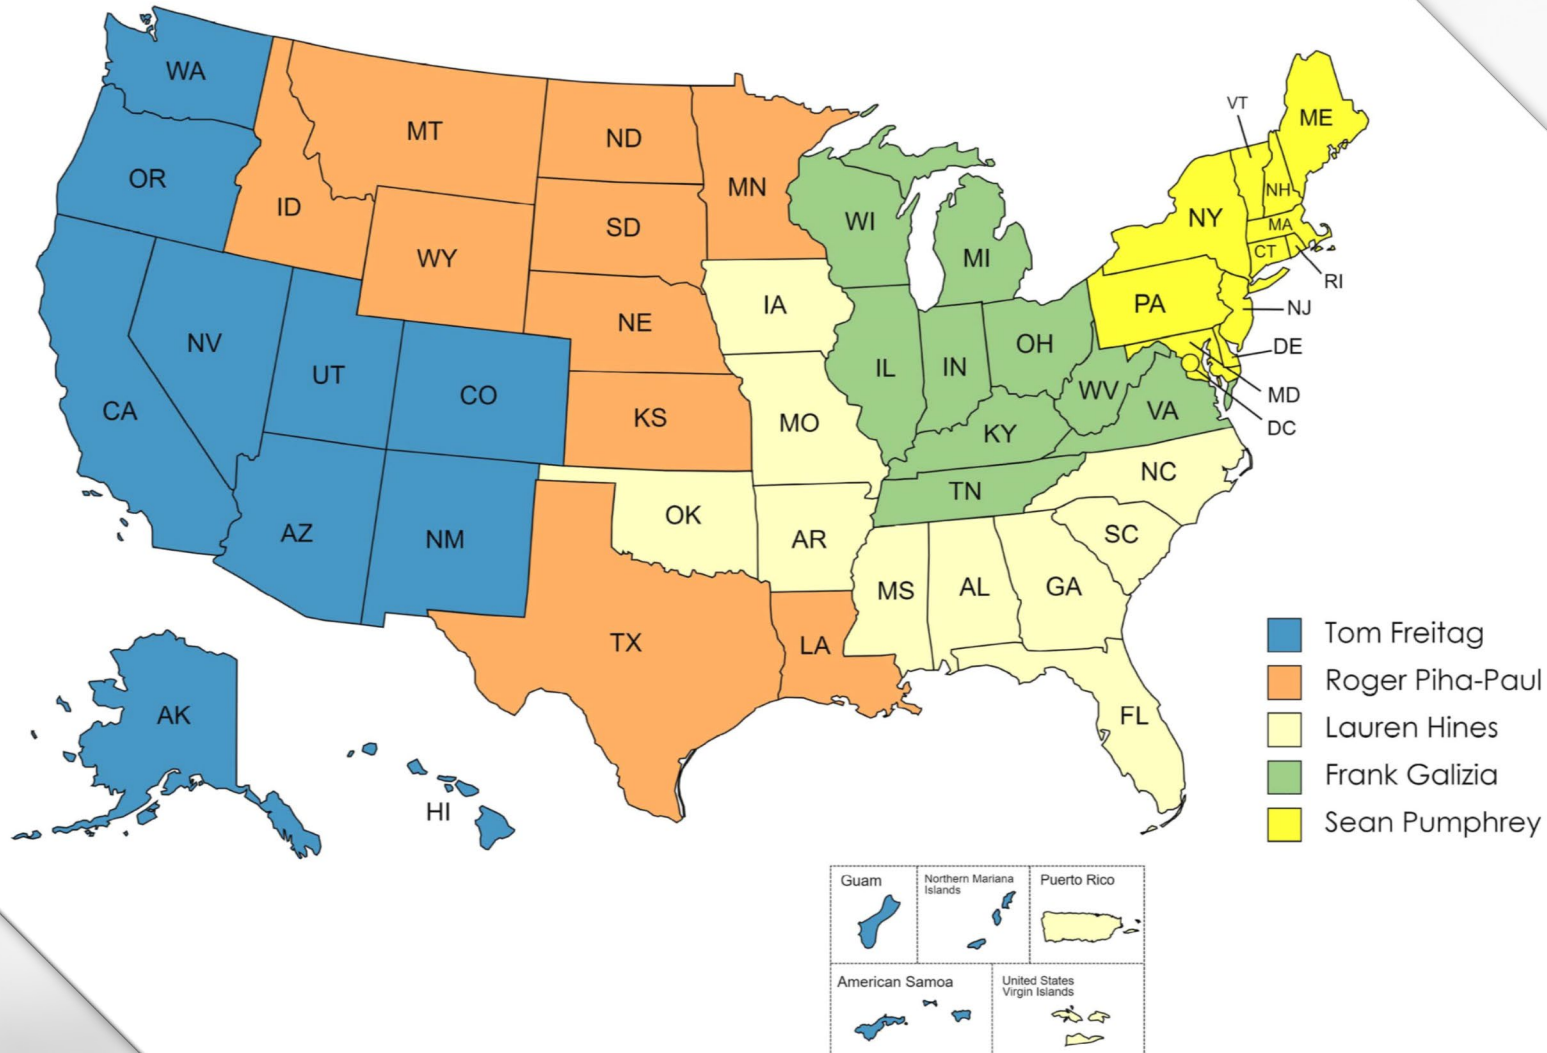 WA
MT
ND
MN
OR
ID
SD
WY
WI
MI
VT
ME
NH
NY
MA
CT
RI
PA
NJ
DE
MD
DC
IA
NE
NV
UT
CO
CA
IL
IN
OH
WV
VA
KS
MO
KY
NC
TN
OK
AR
SC
AZ
NM
MS
AL
GA
TX
LA
FL
AK
HI
Tom Freitag
Roger Piha-Paul
Lauren Hines
Frank Galizia
Sean Pumphrey
Guam
Northern Mariana
Islands
Puerto Rico
American Samoa
United States
Virgin Islands